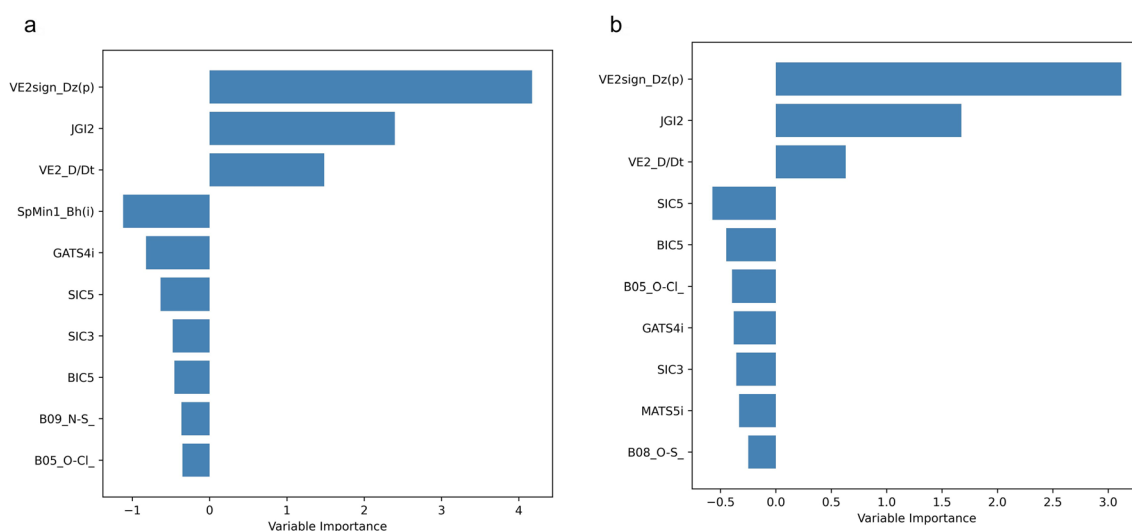 a
VE2sign_Dz(p)
JGI2
VE2_D/Dt
SpMin1_Bh(i)
GATS4i
SIC5
SIC3
BIC5
B09_N-S_
B05_O-Cl_
−1 0 1 2 3 4
Variable Importance
b
VE2sign_Dz(p)
JGI2
VE2_D/Dt
SIC5
BIC5
B05_O-Cl_
GATS4i
SIC3
MATS5i
B08_O-S_
−0.5 0.0 0.5 1.0 1.5 2.0 2.5 3.0
Variable Importance